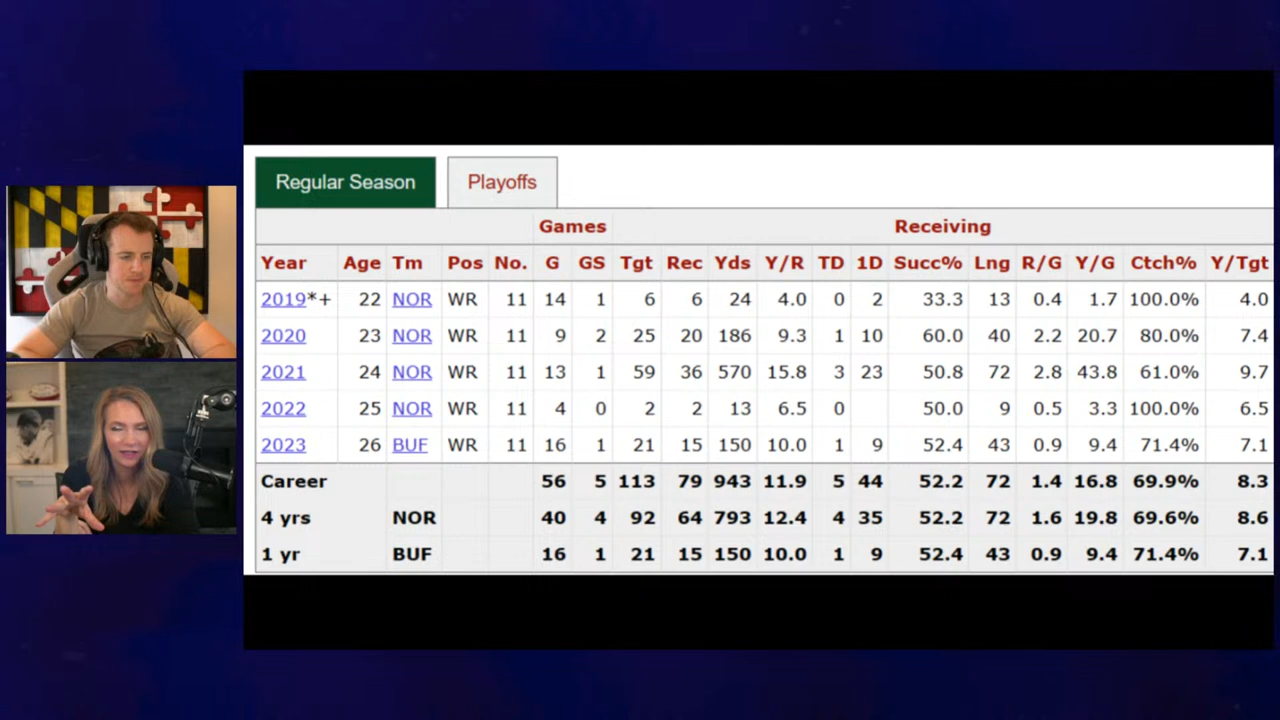 Regular Season Playoffs
Games Receiving
Year Age Tm Pos No. G GS Tgt Rec Yds Y/R TD 1D Succ% Lng R/G Y/G Ctch% Y/Tgt
2019*+ 22 NOR WR 11 14 1 6 6 24 4.0 0 2 33.3 13 0.4 1.7 100.0% 4.0
2020 23 NOR WR 11 9 2 25 20 186 9.3 1 10 60.0 40 2.2 20.7 80.0% 7.4
2021 24 NOR WR 11 13 1 59 36 570 15.8 3 23 50.8 72 2.8 43.8 61.0% 9.7
2022 25 NOR WR 11 4 0 2 2 13 6.5 0 50.0 9 0.5 3.3 100.0% 6.5
2023 26 BUF WR 11 16 1 21 15 150 10.0 1 9 52.4 43 0.9 9.4 71.4% 7.1
Career 56 5 113 79 943 11.9 5 44 52.2 72 1.4 16.8 69.9% 8.3
4 yrs NOR 40 4 92 64 793 12.4 4 35 52.2 72 1.6 19.8 69.6% 8.6
1 yr BUF 16 1 21 15 150 10.0 1 9 52.4 43 0.9 9.4 71.4% 7.1